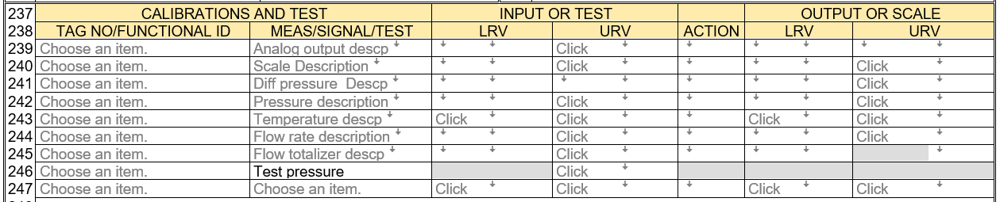 237 CALIBRATIONS AND TEST INPUT OR TEST OUTPUT OR SCALE
238 TAG NO/FUNCTIONAL ID MEAS/SIGNAL/TEST LRV URV ACTION LRV URV
239 Choose an item. Analog output descp Click
240 Choose an item. Scale Description Click Click
241 Choose an item. Diff pressure Descp Click
242 Choose an item. Pressure description Click Click
243 Choose an item. Temperature descp Click Click Click Click
244 Choose an item. Flow rate description Click Click
245 Choose an item. Flow totalizer descp Click
246 Choose an item. Test pressure Click
247 Choose an item. Choose an item. Click Click Click Click